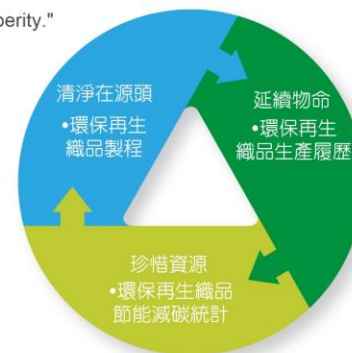 perity."
清淨在源頭
•環保再生
織品製程
延續物命
•環保再生
織品生產履歷
珍惜資源
•環保再生織品
節能減碳統計